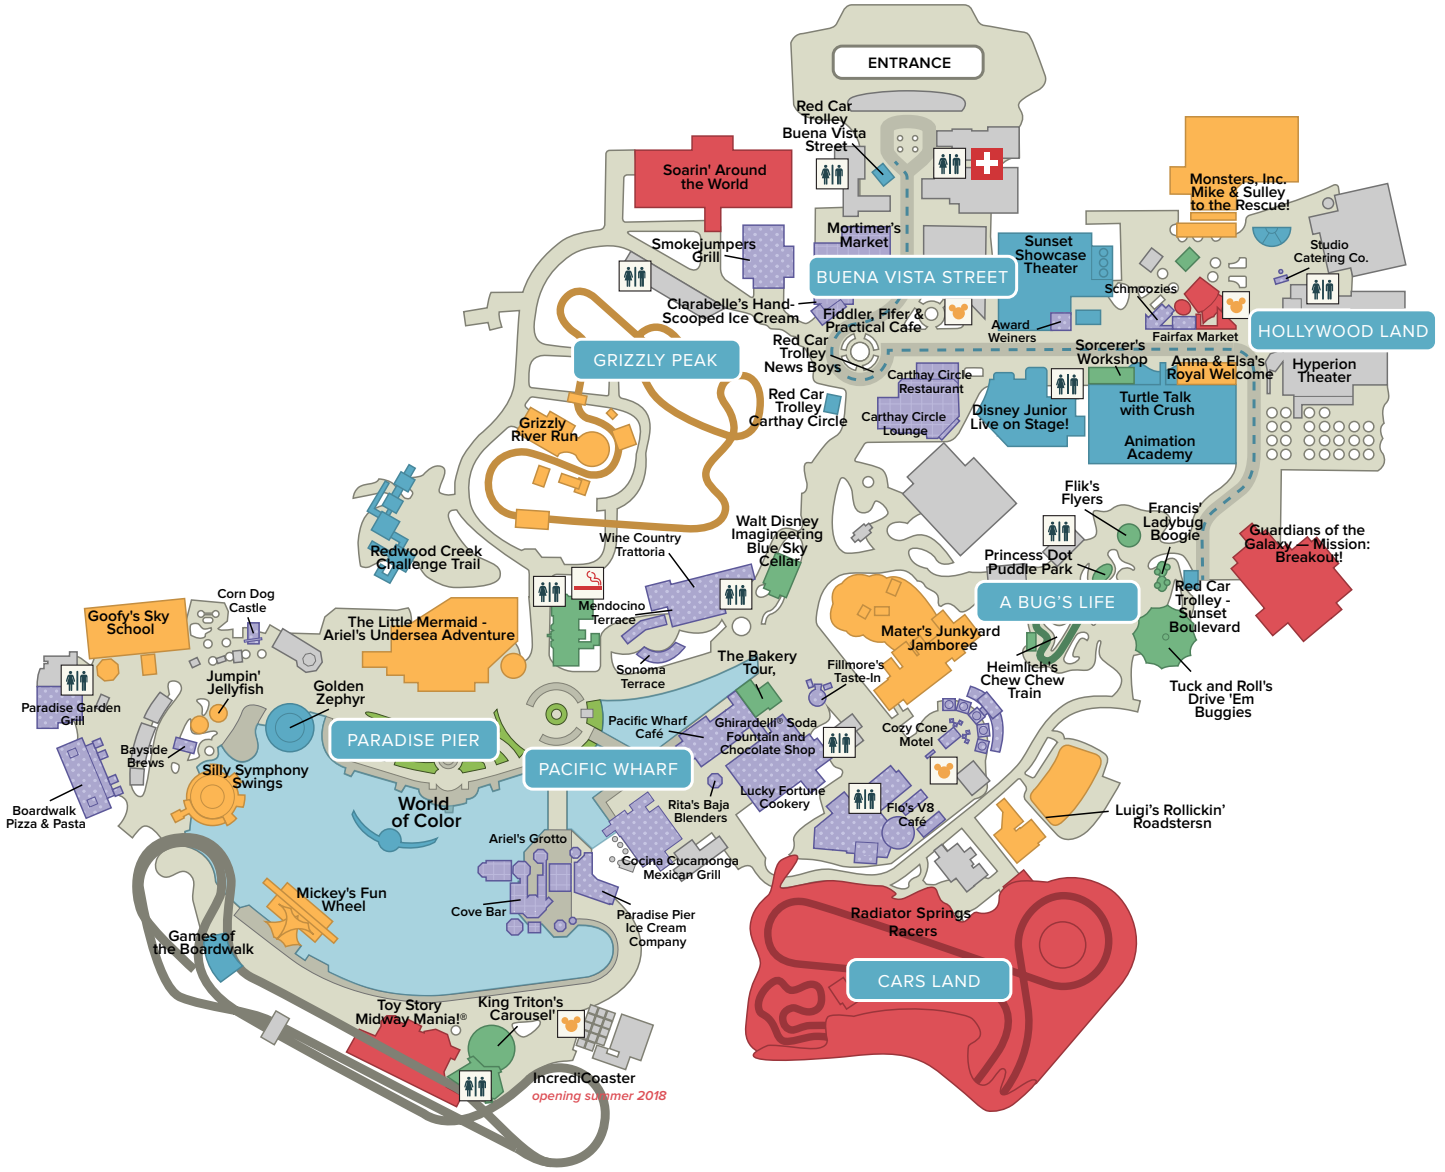 ENTRANCE
Red Car
Trolley
Buena Vista
Street
Soarin' Around
the World
Monsters, Inc.
Mike & Sulley
to the Rescue!
Smokejumpers
Grill
Mortimer's
Market
Sunset
Showcase
Theater
Studio
Catering Co.
BUENA VISTA STREET
Schmoozies
Clarabelle's Hand-
Scooped Ice Cream
Fiddler, Fifer &
Practical Cafe
Award
Weiners
Fairfax Market
HOLLYWOOD LAND
GRIZZLY PEAK
Red Car
Trolley
News Boys
Sorcerer's
Workshop
Anna & Elsa's
Royal Welcome
Hyperion
Theater
Carthay Circle
Restaurant
Red Car
Trolley
Carthay Circle
Carthay Circle
Lounge
Disney Junior
Live on Stage!
Turtle Talk
with Crush
Animation
Academy
Grizzly
River Run
Flik's
Flyers
Francis'
Ladybug
Boogie
Walt Disney
Imagineering
Blue Sky
Cellar
Wine Country
Trattoria
Guardians of the
Galaxy — Mission:
Breakout!
Redwood Creek
Challenge Trail
Princess Dot
Puddle Park
A BUG'S LIFE
Red Car
Trolley -
Sunset
Boulevard
Corn Dog
Castle
Goofy's Sky
School
The Little Mermaid -
Ariel's Undersea Adventure
Mendocino
Terrace
Mater's Junkyard
Jamboree
Sonoma
Terrace
The Bakery
Tour,
Fillmore's
Taste-In
Heimlich's
Chew Chew
Train
Tuck and Roll's
Drive 'Em
Buggies
Jumpin'
Jellyfish
Golden
Zephyr
Paradise Garden
Grill
PARADISE PIER
Pacific Wharf
Café
Ghirardelli® Soda
Fountain and
Chocolate Shop
Cozy Cone
Motel
Bayside
Brews
PACIFIC WHARF
Silly Symphony
Swings
Boardwalk
Pizza & Pasta
World
of Color
Rita's Baja
Blenders
Lucky Fortune
Cookery
Flo's V8
Café
Luigi's Rollickin'
Roadstersn
Ariel's Grotto
Cocina Cucamonga
Mexican Grill
Mickey's Fun
Wheel
Cove Bar
Paradise Pier
Ice Cream
Company
Radiator Springs
Racers
Games of
the Boardwalk
CARS LAND
Toy Story
Midway Mania!®
King Triton's
Carousel'
IncrediCoaster
opening summer 2018